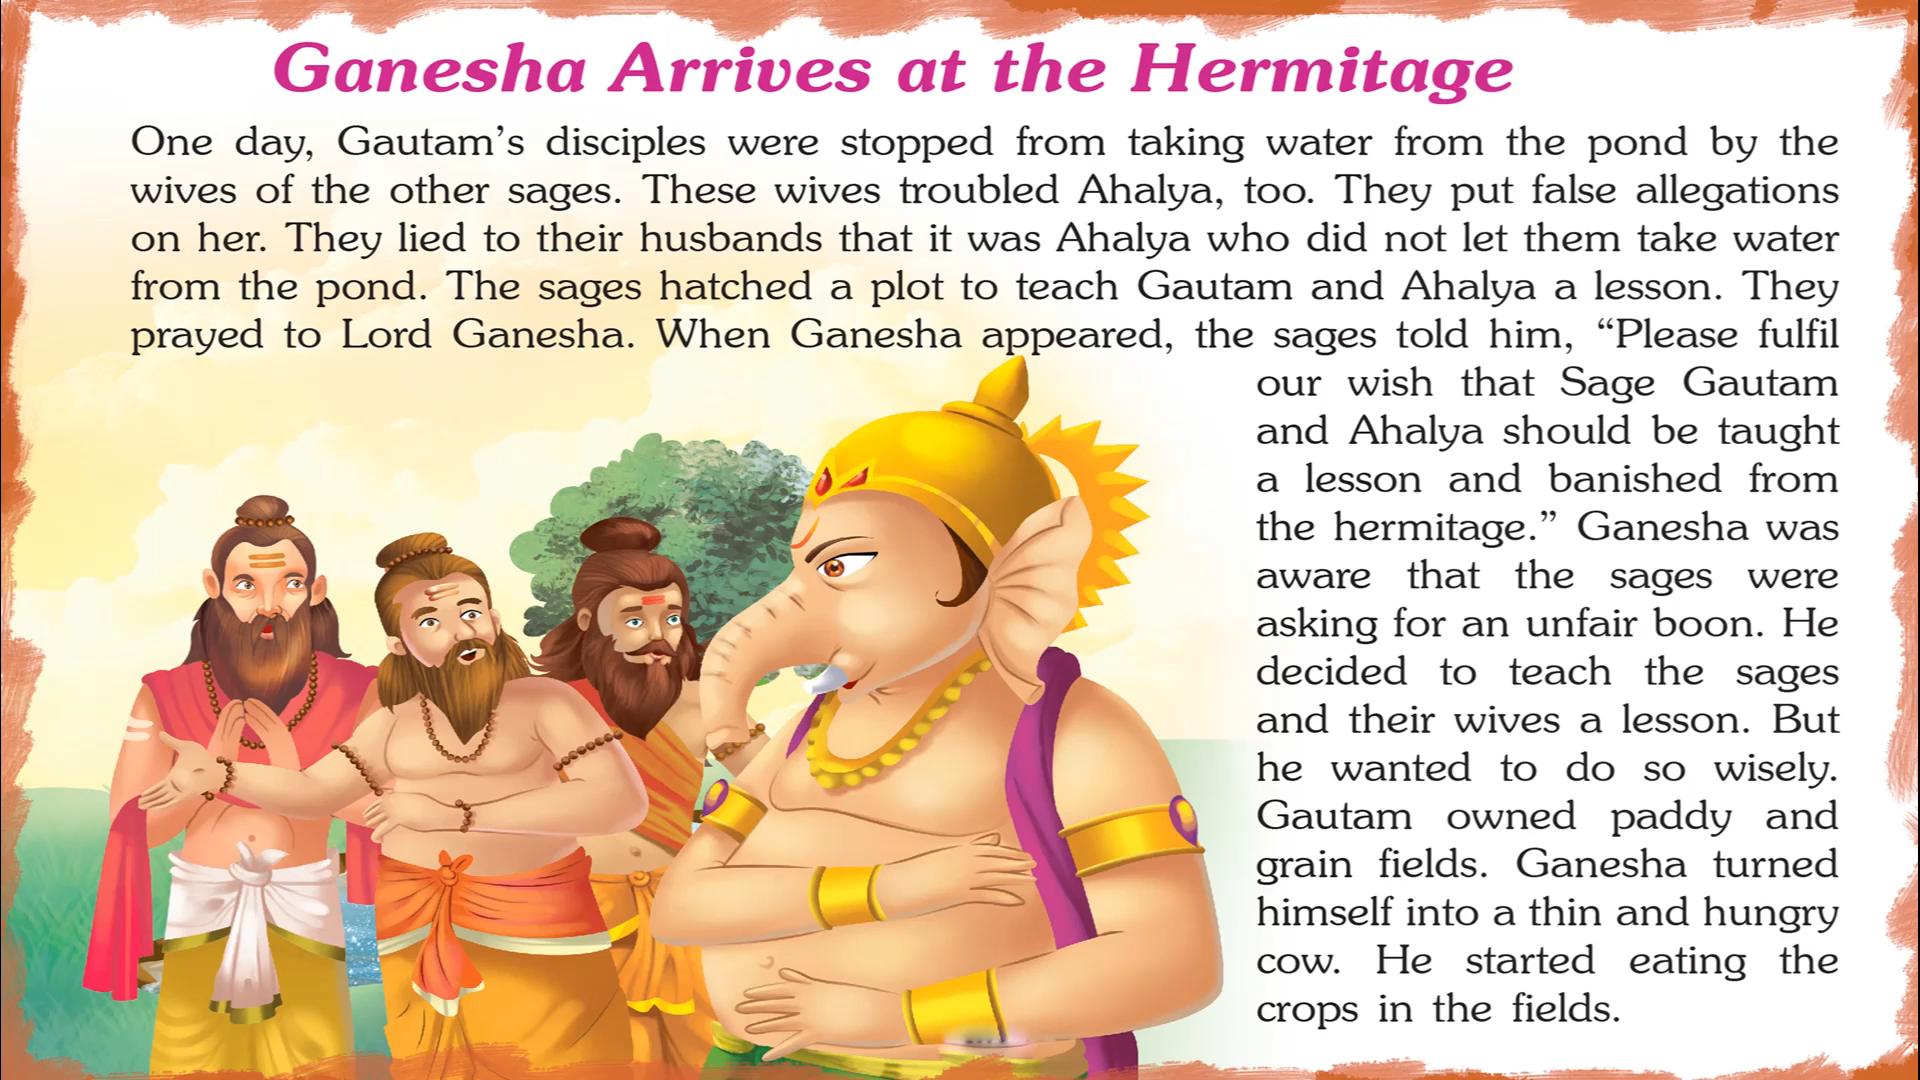 Ganesha Arrives at the Hermitage
One day, Gautam’s disciples were stopped from taking water from the pond by the
wives of the other sages. These wives troubled Ahalya, too. They put false allegations
on her. They lied to their husbands that it was Ahalya who did not let them take water
from the pond. The sages hatched a plot to teach Gautam and Ahalya a lesson. They
prayed to Lord Ganesha. When Ganesha appeared, the sages told him, “Please fulfil
our wish that Sage Gautam
and Ahalya should be taught
a lesson and banished from
the hermitage.” Ganesha was
aware that the sages were
asking for an unfair boon. He
decided to teach the sages
and their wives a lesson. But
he wanted to do so wisely.
Gautam owned paddy and
grain fields. Ganesha turned
himself into a thin and hungry
cow. He started eating the
crops in the fields.